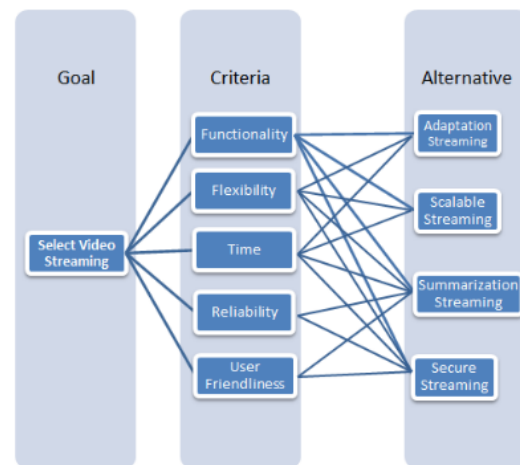 Goal
Criteria
Alternative
Select Video
Streaming
Functionality
Flexibility
Time
Reliability
User
Friendliness
Adaptation
Streaming
Scalable
Streaming
Summarization
Streaming
Secure
Streaming